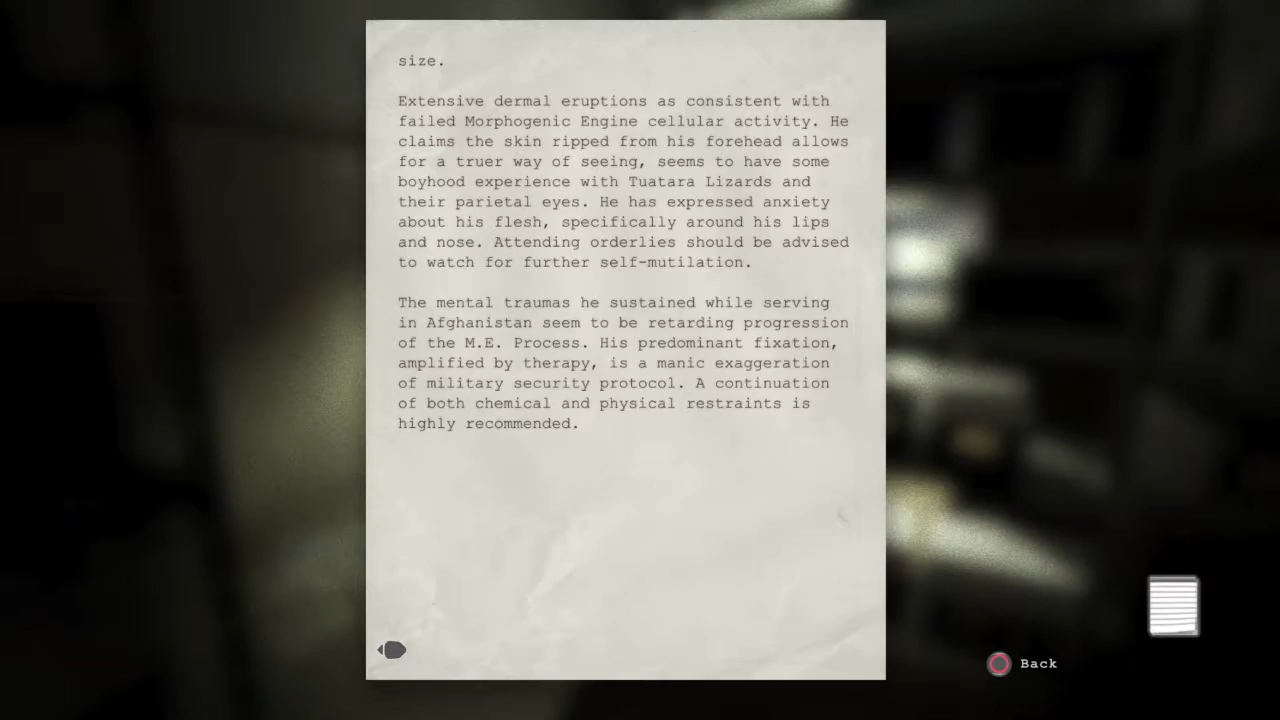 size.
Extensive dermal eruptions as consistent with
failed Morphogenic Engine cellular activity. He
claims the skin ripped from his forehead allows
for a truer way of seeing, seems to have some
boyhood experience with Tuatara Lizards and
their parietal eyes. He has expressed anxiety
about his flesh, specifically around his lips
and nose. Attending orderlies should be advised
to watch for further self-mutilation.
The mental traumas he sustained while serving
in Afghanistan seem to be retarding progression
of the M.E. Process. His predominant fixation,
amplified by therapy, is a manic exaggeration
of military security protocol. A continuation
of both chemical and physical restraints is
highly recommended.
Back